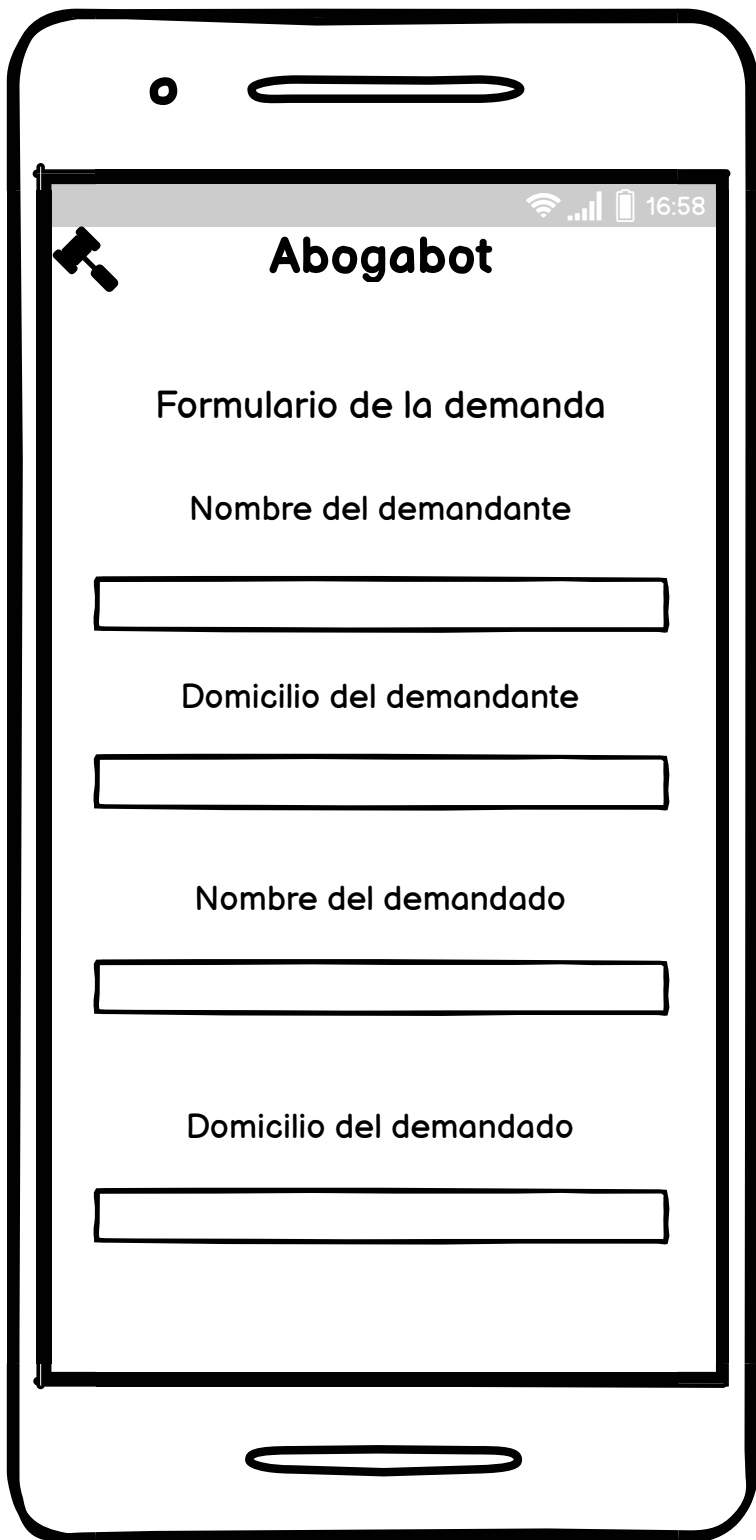 16:58
Abogabot
Formulario de la demanda
Nombre del demandante
Domicilio del demandante
Nombre del demandado
Domicilio del demandado